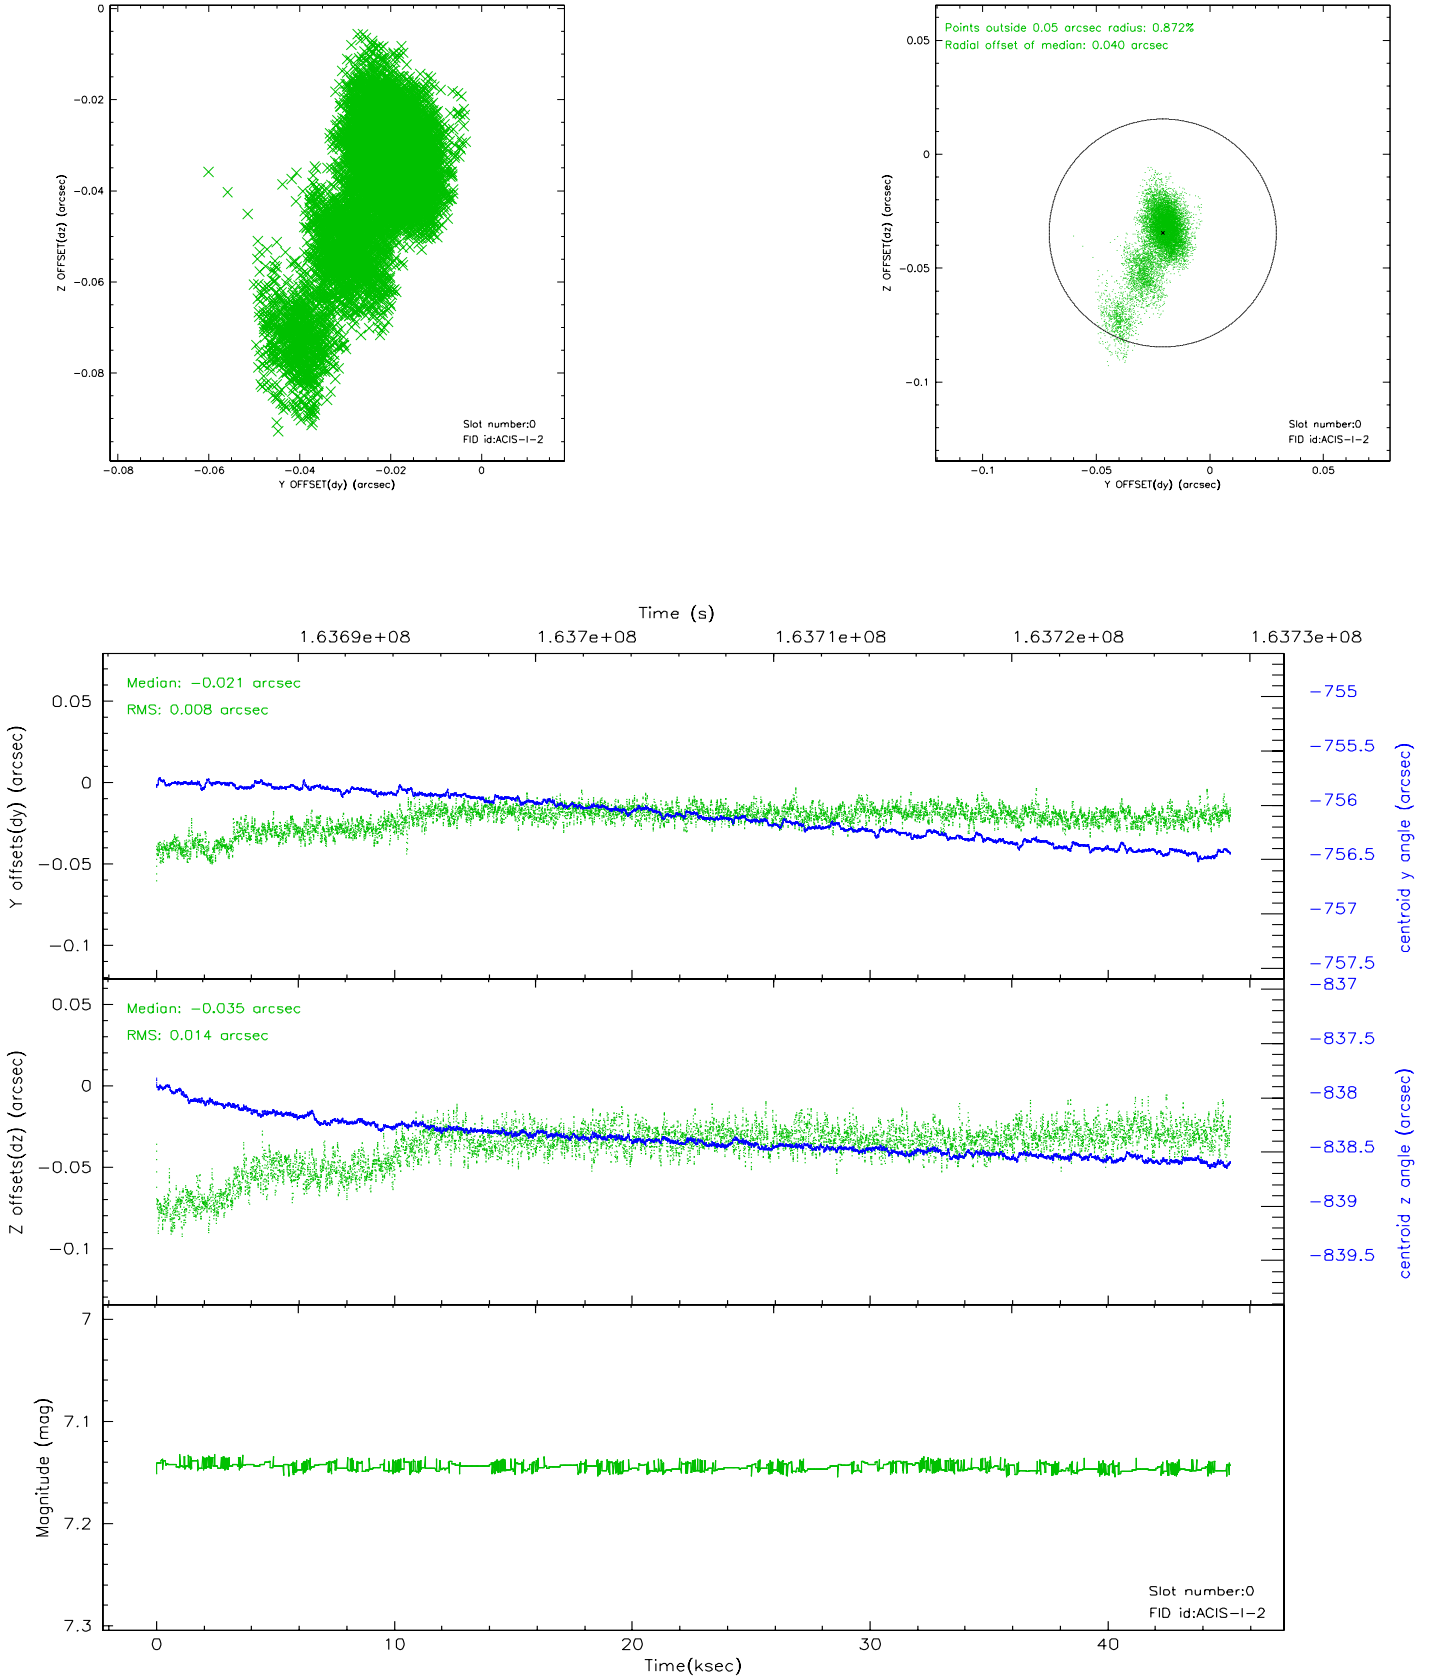 0
−0.02
−0.04
−0.06
−0.08
Z OFFSET(dz) (arcsec)
Slot number:0
FID id:ACIS−I−2
−0.08 −0.06 −0.04 −0.02 0
Y OFFSET(dy) (arcsec)
Points outside 0.05 arcsec radius: 0.872%
Radial offset of median: 0.040 arcsec
0.05
0
−0.05
−0.1
Z OFFSET(dz) (arcsec)
Slot number:0
FID id:ACIS−I−2
−0.1 −0.05 0 0.05
Y OFFSET(dy) (arcsec)
Time (s)
1.6369e+08 1.637e+08 1.6371e+08 1.6372e+08 1.6373e+08
Median: −0.021 arcsec
RMS: 0.008 arcsec
0.05
0
−0.05
−0.1
Y offsets(dy) (arcsec)
−755
−755.5
−756
−756.5
−757
−757.5
centroid y angle (arcsec)
Median: −0.035 arcsec
RMS: 0.014 arcsec
0.05
0
−0.05
−0.1
Z offsets(dz) (arcsec)
−837
−837.5
−838
−838.5
−839
−839.5
centroid z angle (arcsec)
7
7.1
7.2
7.3
Magnitude (mag)
Slot number:0
FID id:ACIS−I−2
0 10 20 30 40
Time(ksec)